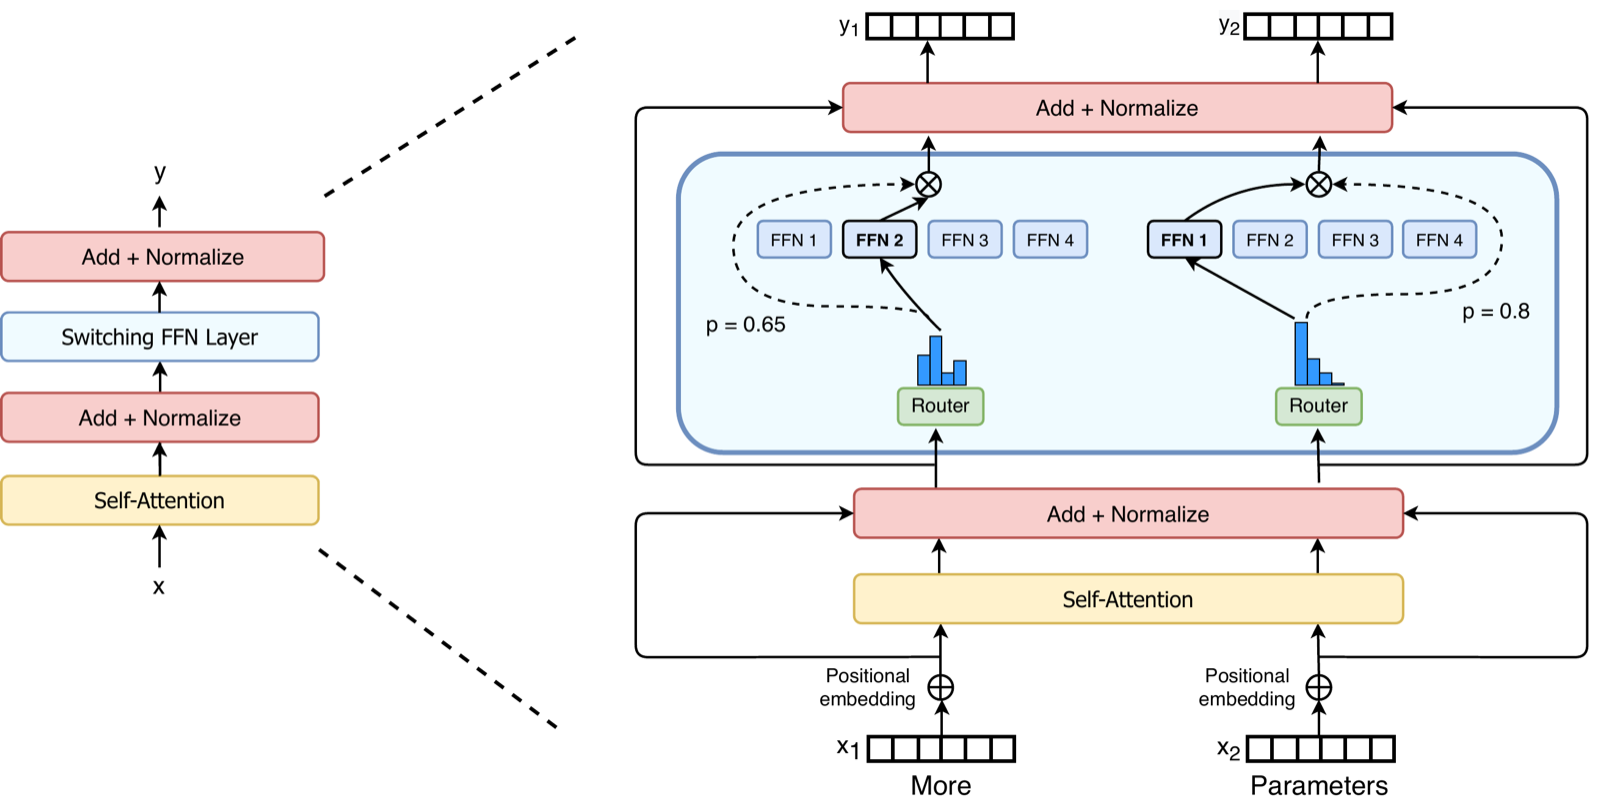 y
Add + Normalize
Switching FFN Layer
Add + Normalize
Self-Attention
x
y1
y2
Add + Normalize
FFN 1
FFN 2
FFN 3
FFN 4
FFN 1
FFN 2
FFN 3
FFN 4
p = 0.65
p = 0.8
Router
Router
Add + Normalize
Self-Attention
Positional
embedding
Positional
embedding
x1
x2
More
Parameters